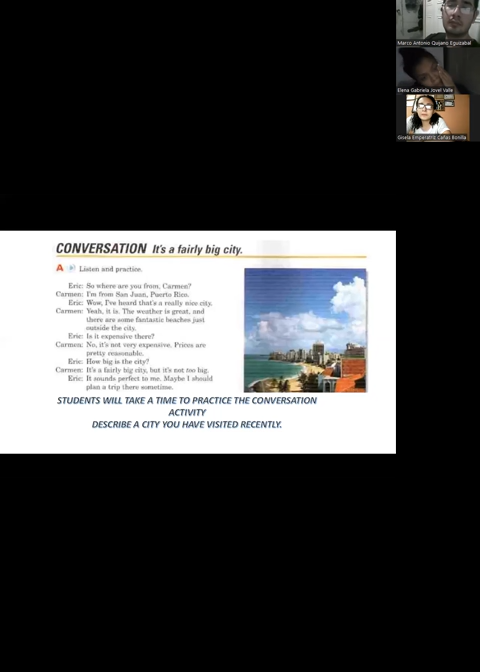 Marco Antonio Quijano Eguizabal
Elena Gabriela Jovel Valle
Gisela Emperatriz Cañas Bonilla
CONVERSATION It's a fairly big city.
A Listen and practice.
Eric: So where are you from, Carmen?
Carmen: I'm from San Juan, Puerto Rico.
Eric: Wow, I've heard that's a really nice city.
Carmen: Yeah, it is. The weather is great, and
there are some fantastic beaches just
outside the city.
Eric: Is it expensive there?
Carmen: No, it's not very expensive. Prices are
pretty reasonable.
Eric: How big is the city?
Carmen: It's a fairly big city, but it's not too big.
Eric: It sounds perfect to me. Maybe I should
plan a trip there sometime.
STUDENTS WILL TAKE A TIME TO PRACTICE THE CONVERSATION
ACTIVITY
DESCRIBE A CITY YOU HAVE VISITED RECENTLY.